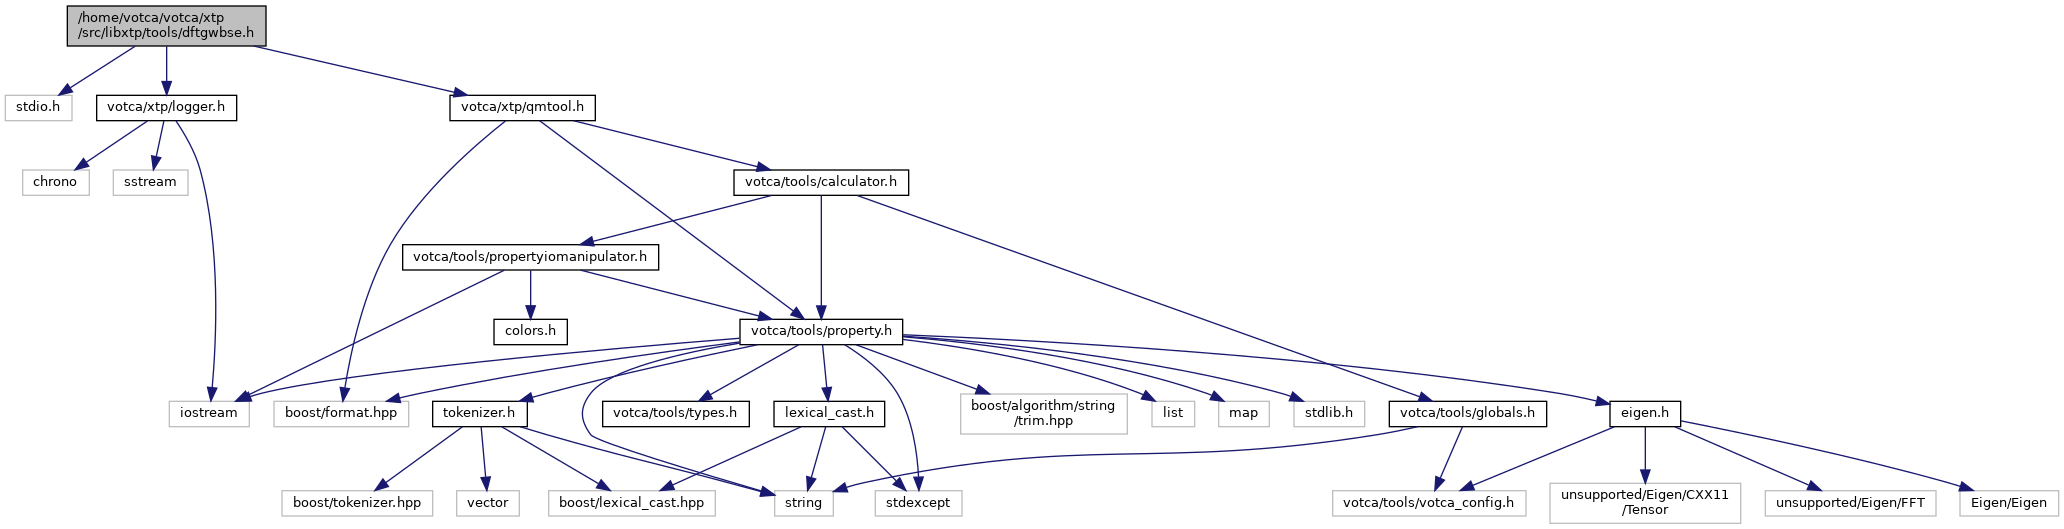 /home/votca/votca/xtp
/src/libxtp/tools/dftgwbse.h
stdio.h
votca/xtp/logger.h
votca/xtp/qmtool.h
chrono
sstream
votca/tools/calculator.h
votca/tools/propertyiomanipulator.h
colors.h
votca/tools/property.h
iostream
boost/format.hpp
tokenizer.h
votca/tools/types.h
lexical_cast.h
boost/algorithm/string
/trim.hpp
list
map
stdlib.h
votca/tools/globals.h
eigen.h
boost/tokenizer.hpp
vector
boost/lexical_cast.hpp
string
stdexcept
votca/tools/votca_config.h
unsupported/Eigen/CXX11
/Tensor
unsupported/Eigen/FFT
Eigen/Eigen